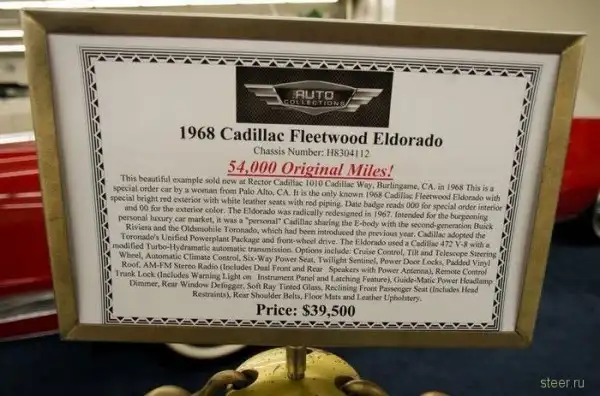 AUTO
COLLECTIONS
1968 Cadillac Fleetwood Eldorado
Chassis Number: H8304112
54,000 Original Miles!
This beautiful example sold new at Rector Cadillac 1010 Cadillac Way, Burlingame, CA. in 1968 This is a
special order car by a woman from Palo Alto, CA. It is the only known 1968 Cadillac Fleetwood Eldorado with
special bright red exterior with white leather seats with red piping. Date badge reads 000 for special order interior
and 00 for the exterior color. The Eldorado was radically redesigned in 1967. Intended for the burgeoning
personal luxury car market, it was a "personal" Cadillac sharing the E-body with the second-generation Buick
Riviera and the Oldsmobile Toronado, which had been introduced the previous year. Cadillac adopted the
Toronado's Unified Powerplant Package and front-wheel drive. The Eldorado used a Cadillac 472 V-8 with a
modified Turbo-Hydramatic automatic transmission. Options include: Cruise Control, Tilt and Telescope Steering
Wheel, Automatic Climate Control, Six-Way Power Seat, Twilight Sentinel, Power Door Locks, Padded Vinyl
Roof, AM-FM Stereo Radio (Includes Dual Front and Rear Speakers with Power Antenna), Remote Control
Trunk Lock (Includes Warning Light on Instrument Panel and Latching Feature), Guide-Matic Power Headlamp
Dimmer, Rear Window Defogger, Soft Ray Tinted Glass, Reclining Front Passenger Seat (Includes Head
Restraints), Rear Shoulder Belts, Floor Mats and Leather Upholstery.
Price: $39,500
steer.ru